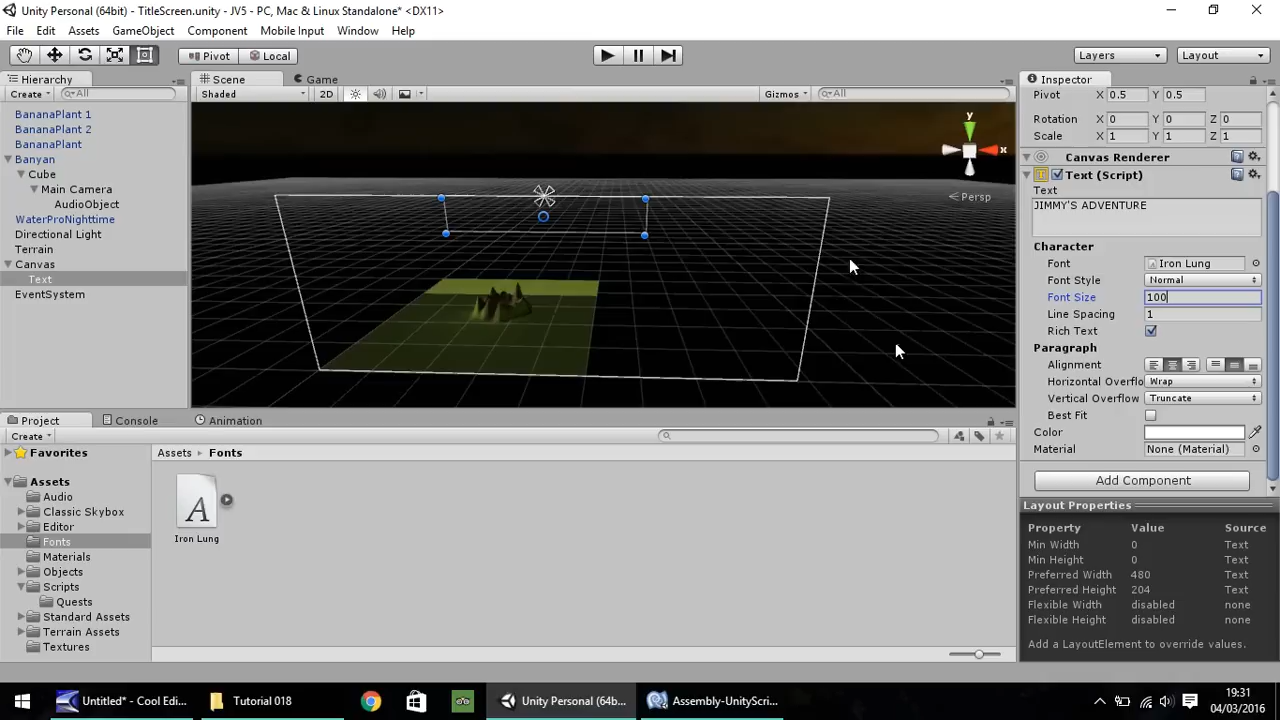 Unity Personal (64bit) - TitleScreen.unity - JV5 - PC, Mac & Linux Standalone* <DX11>
File Edit Assets GameObject Component Mobile Input Window Help
Pivot Local Layers Layout
Hierarchy
Create All
BananaPlant 1
BananaPlant 2
BananaPlant
Banyan
Cube
Main Camera
AudioObject
WaterProNighttime
Directional Light
Terrain
Canvas
Text
EventSystem
Scene Game
Shaded 2D Gizmos All
y
x
Persp
Inspector
Pivot X 0.5 Y 0.5
Rotation X 0 Y 0 Z 0
Scale X 1 Y 1 Z 1
Canvas Renderer
Text (Script)
Text
JIMMY'S ADVENTURE
Character
Font Iron Lung
Font Style Normal
Font Size 100
Line Spacing 1
Rich Text
Paragraph
Alignment
Horizontal Overflo Wrap
Vertical Overflow Truncate
Best Fit
Color
Material None (Material)
Add Component
Layout Properties
Property Value Source
Min Width 0 Text
Min Height 0 Text
Preferred Width 480 Text
Preferred Height 204 Text
Flexible Width disabled none
Flexible Height disabled none
Add a LayoutElement to override values.
Project Console Animation
Create
Favorites
Assets
Audio
Classic Skybox
Editor
Fonts
Materials
Objects
Scripts
Quests
Standard Assets
Terrain Assets
Textures
Assets Fonts
A
Iron Lung
Untitled* - Cool Edi...
Tutorial 018
Unity Personal (64b...
Assembly-UnityScri...
19:31
04/03/2016